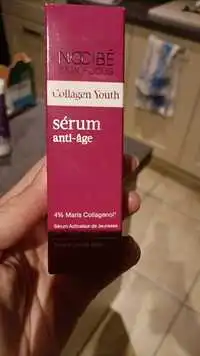 NOCIBÉ
Collagen Youth
sérum
anti-âge
4% Maris Collagenol*
Sérum Activateur de Jeunesse